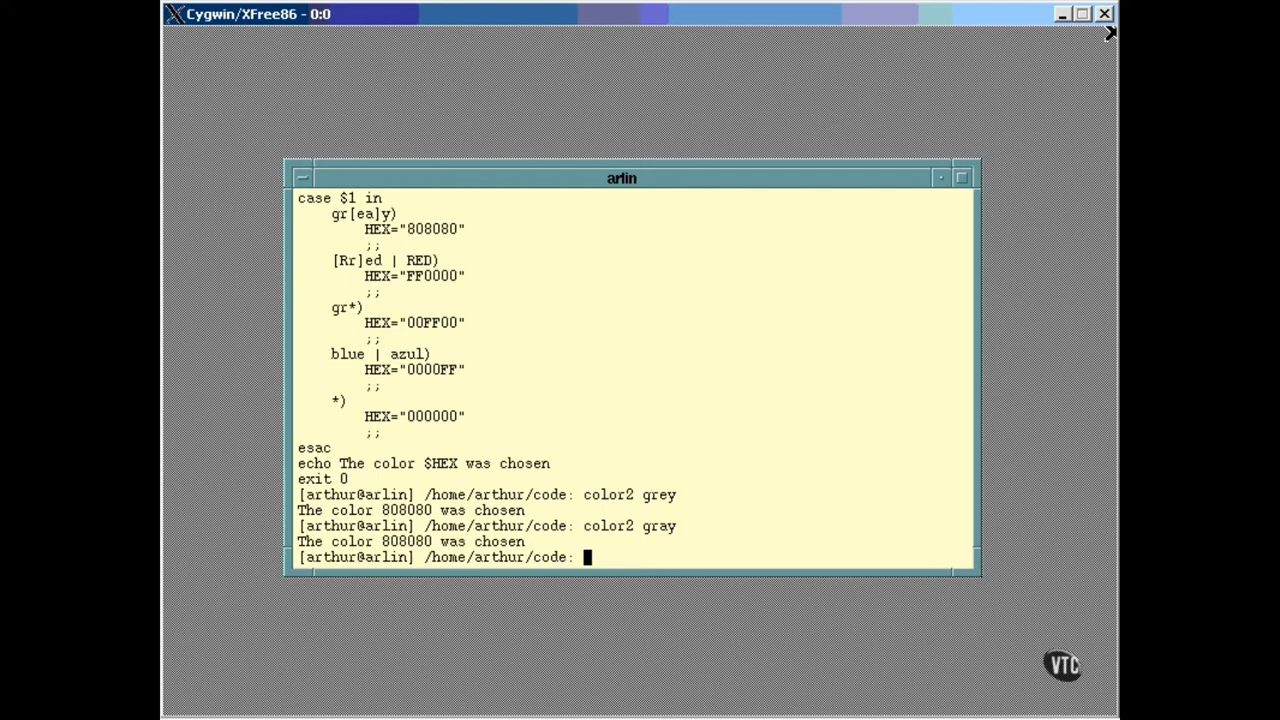 Cygwin/XFree86 - 0:0
arlin
case $1 in
    gr[ea]y)
        HEX="808080"
        ;;
    [Rr]ed | RED)
        HEX="FF0000"
        ;;
    gr*)
        HEX="00FF00"
        ;;
    blue | azul)
        HEX="0000FF"
        ;;
    *)
        HEX="000000"
        ;;
esac
echo The color $HEX was chosen
exit 0
[arthur@arlin] /home/arthur/code: color2 grey
The color 808080 was chosen
[arthur@arlin] /home/arthur/code: color2 gray
The color 808080 was chosen
[arthur@arlin] /home/arthur/code:
VTC